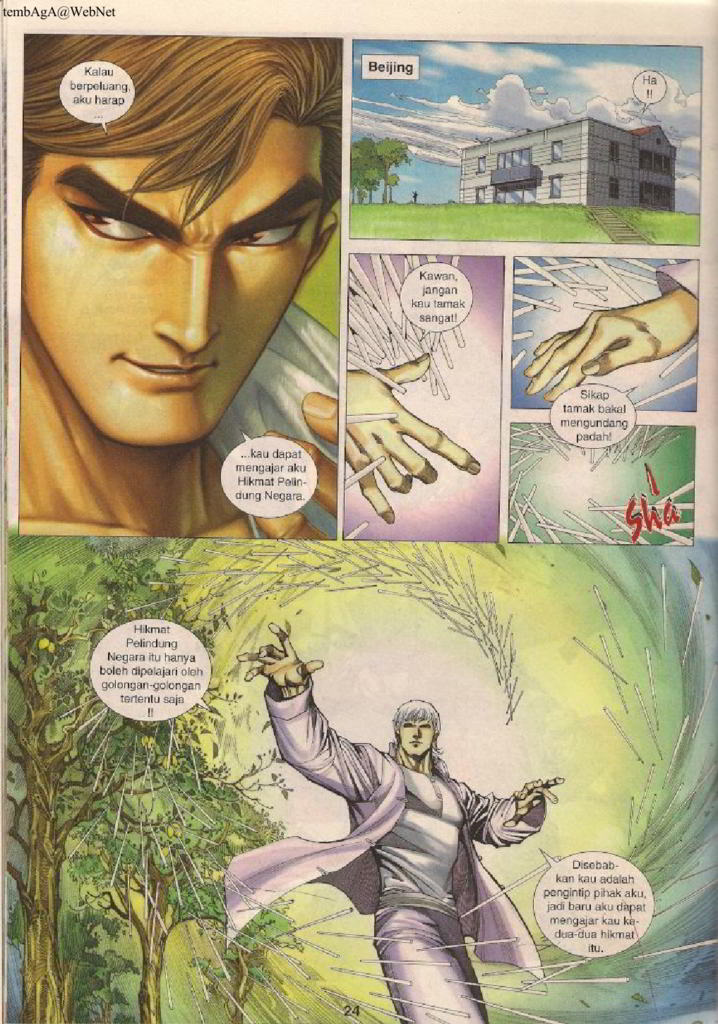 tembAgA@WebNet
Kalau
berpeluang,
aku harap
...
...kau dapat
mengajar aku
Hikmat Pelin-
dung Negara.
Beijing
Ha
!!
Kawan,
jangan
kau tamak
sangat!
Sikap
tamak bakal
mengundang
padah!
Sha
Hikmat
Pelindung
Negara itu hanya
boleh dipelajari oleh
golongan-golongan
tertentu saja
!!
Disebab-
kan kau adalah
pengintip pihak aku,
jadi baru aku dapat
mengajar kau ke-
dua-dua hikmat
itu.
24